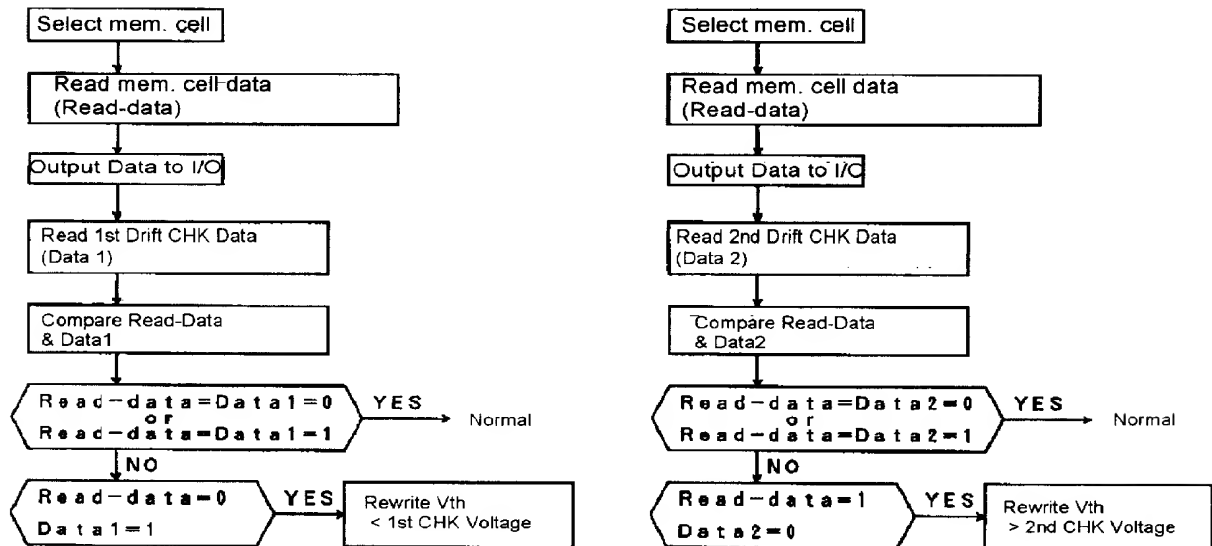 Select mem. cell
Read mem. cell data
(Read-data)
Output Data to I/O
Read 1st Drift CHK Data
(Data 1)
Compare Read-Data
& Data1
Read-data=Data1=0
or
Read-data=Data1=1
YES
Normal
NO
Read-data=0
Data1=1
YES
Rewrite Vth
< 1st CHK Voltage
Select mem. cell
Read mem. cell data
(Read-data)
Output Data to I/O
Read 2nd Drift CHK Data
(Data 2)
Compare Read-Data
& Data2
Read-data=Data2=0
or
Read-data=Data2=1
YES
Normal
NO
Read-data=1
Data2=0
YES
Rewrite Vth
> 2nd CHK Voltage